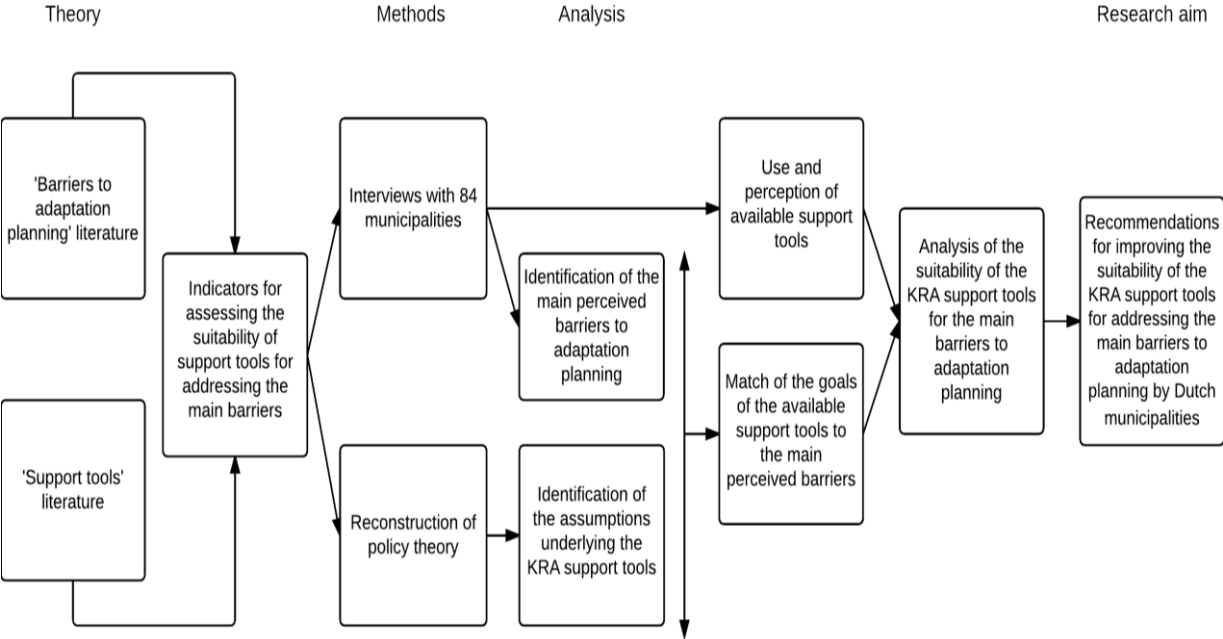 Theory
Methods
Analysis
Research aim
'Barriers to
adaptation
planning' literature
'Support tools'
literature
Indicators for
assessing the
suitability of
support tools for
addressing the
main barriers
Interviews with 84
municipalities
Reconstruction of
policy theory
Identification of the
main perceived
barriers to
adaptation
planning
Identification of
the assumptions
underlying the
KRA support tools
Use and
perception of
available support
tools
Match of the goals
of the available
support tools to
the main
perceived barriers
Analysis of the
suitability of the
KRA support tools
for the main
barriers to
adaptation
planning
Recommendations
for improving the
suitability of the
KRA support tools
for addressing the
main barriers to
adaptation
planning by Dutch
municipalities